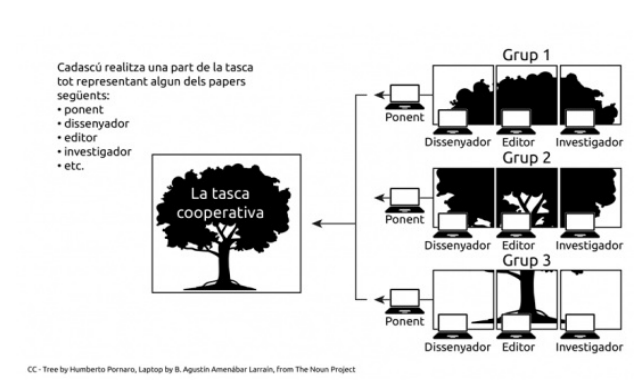 Cadascú realitza una part de la tasca
tot representant algun dels papers
següents:
• ponent
• dissenyador
• editor
• investigador
• etc.
La tasca
cooperativa
Grup 1
Ponent
Dissenyador Editor Investigador
Grup 2
Ponent
Dissenyador Editor Investigador
Grup 3
Ponent
Dissenyador Editor Investigador
CC - Tree by Humberto Pornaro, Laptop by B. Agustín Amenábar Larraín, from The Noun Project